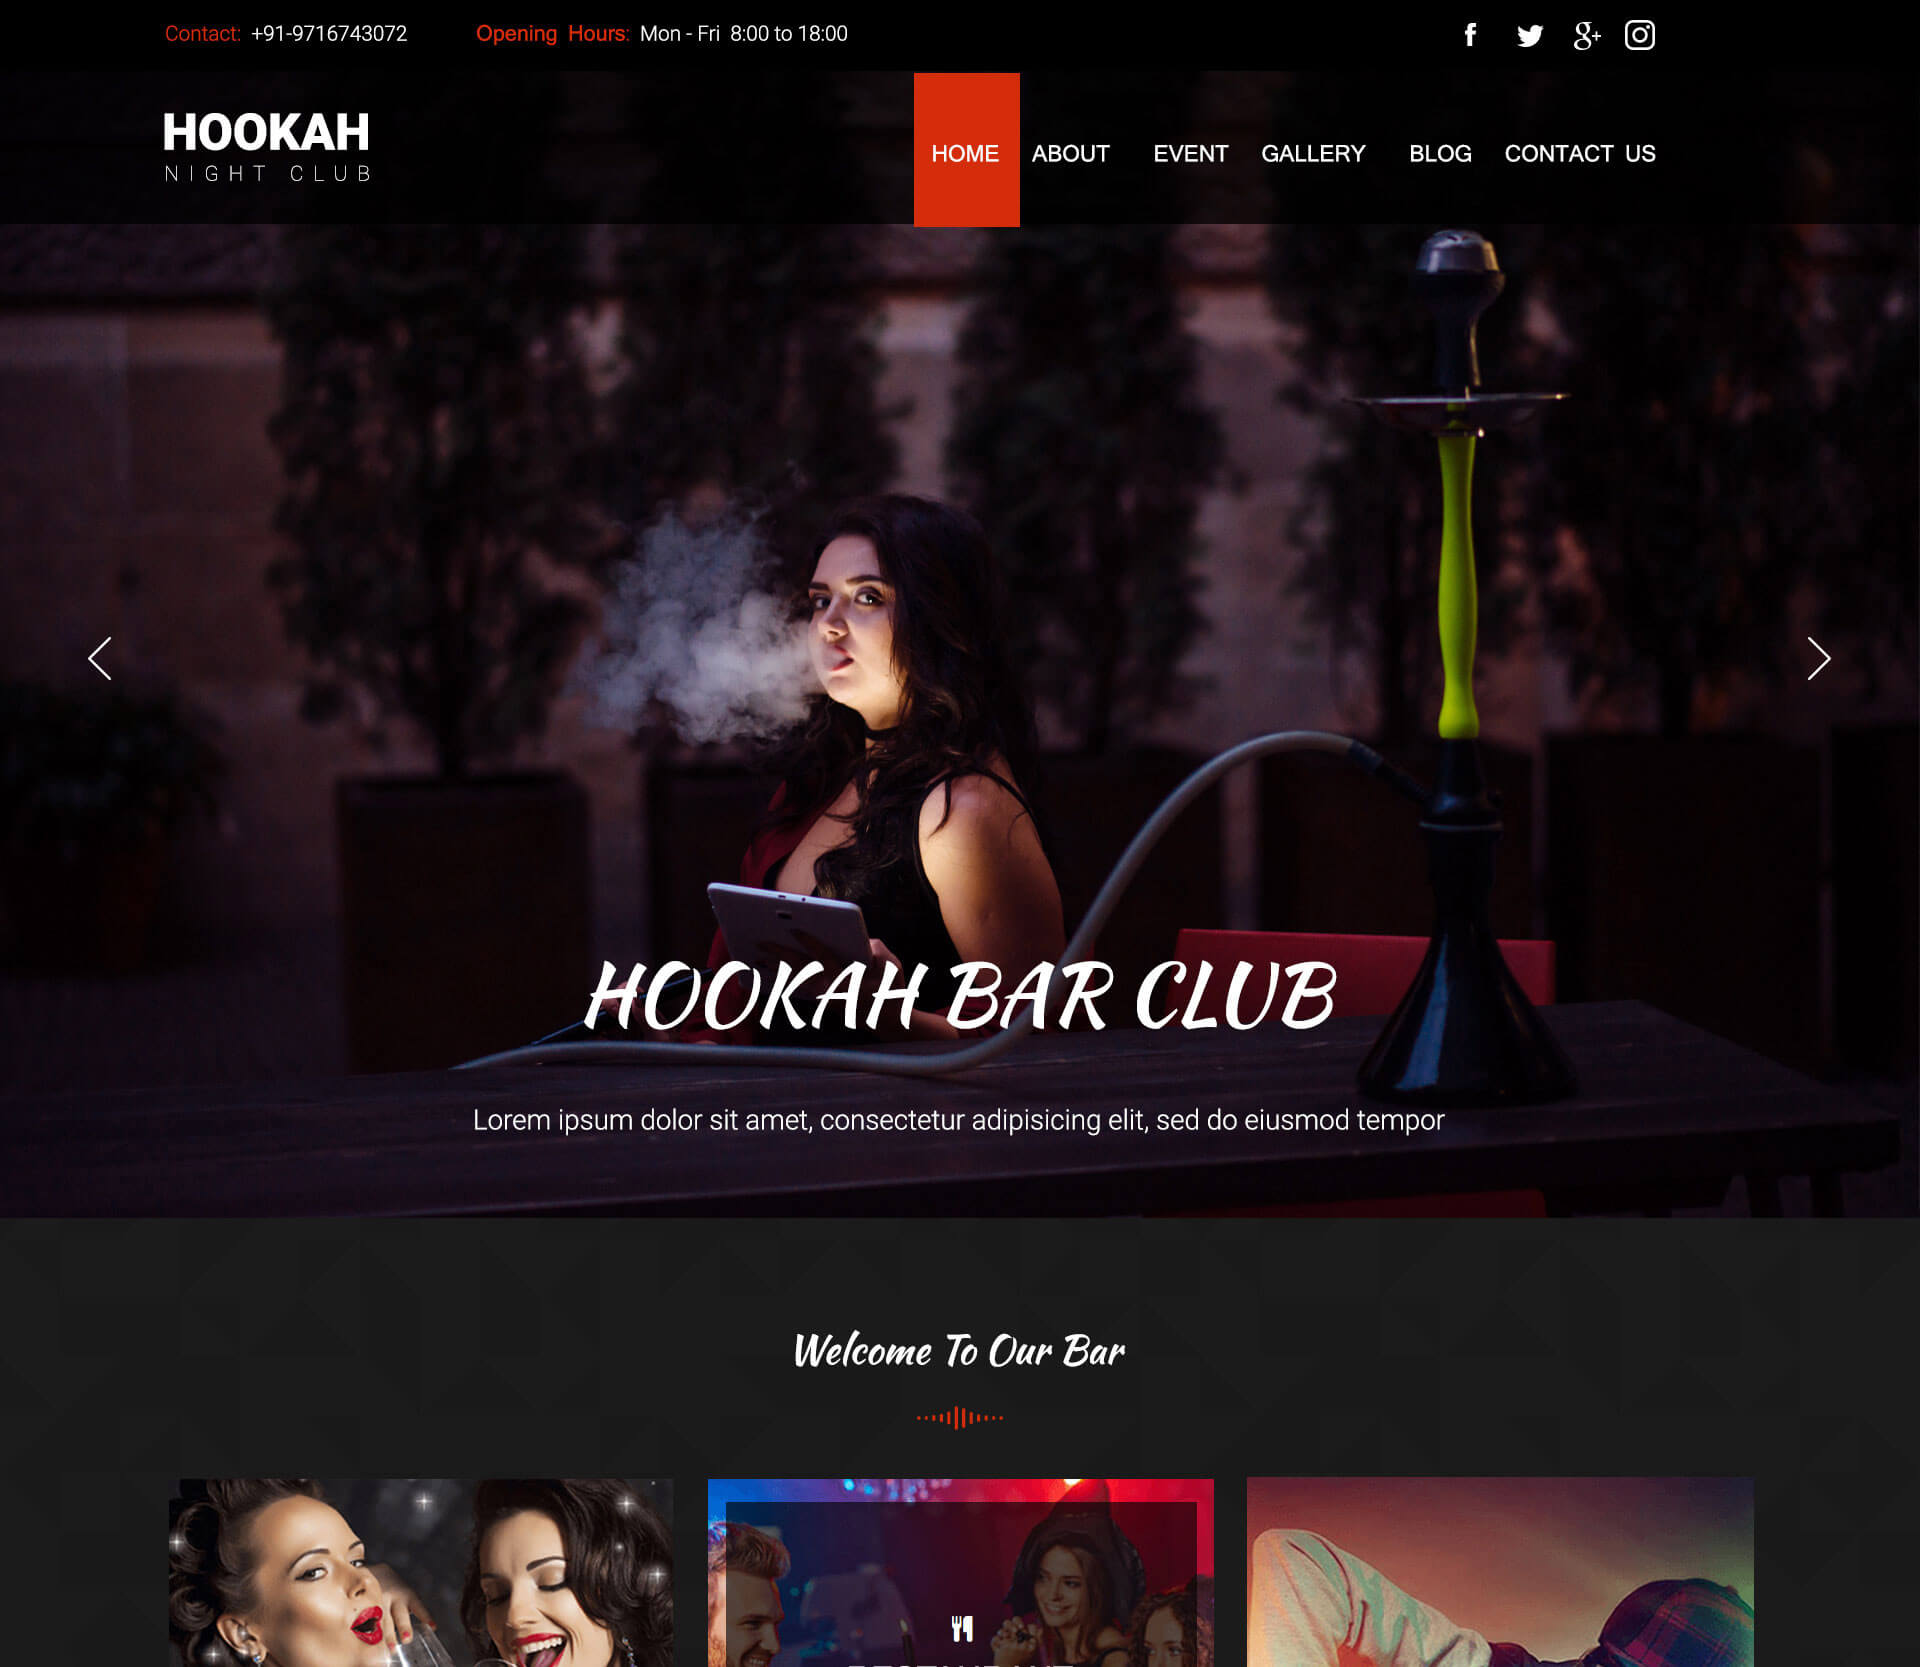 Contact: +91-9716743072 Opening Hours: Mon - Fri 8:00 to 18:00
HOOKAH
NIGHT CLUB
HOME ABOUT EVENT GALLERY BLOG CONTACT US
HOOKAH BAR CLUB
Lorem ipsum dolor sit amet, consectetur adipisicing elit, sed do eiusmod tempor
Welcome To Our Bar